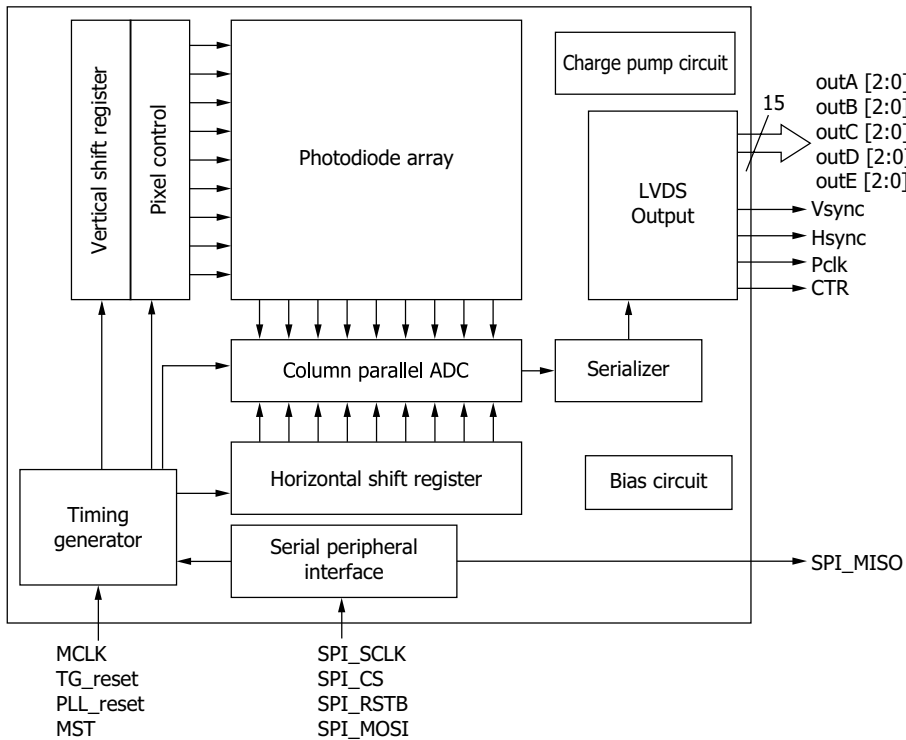 Vertical shift register
Pixel control
Photodiode array
Charge pump circuit
LVDS
Output
15
outA [2:0]
outB [2:0]
outC [2:0]
outD [2:0]
outE [2:0]
Vsync
Hsync
Pclk
CTR
Column parallel ADC
Serializer
Horizontal shift register
Bias circuit
Timing
generator
Serial peripheral
interface
SPI_MISO
MCLK
TG_reset
PLL_reset
MST
SPI_SCLK
SPI_CS
SPI_RSTB
SPI_MOSI